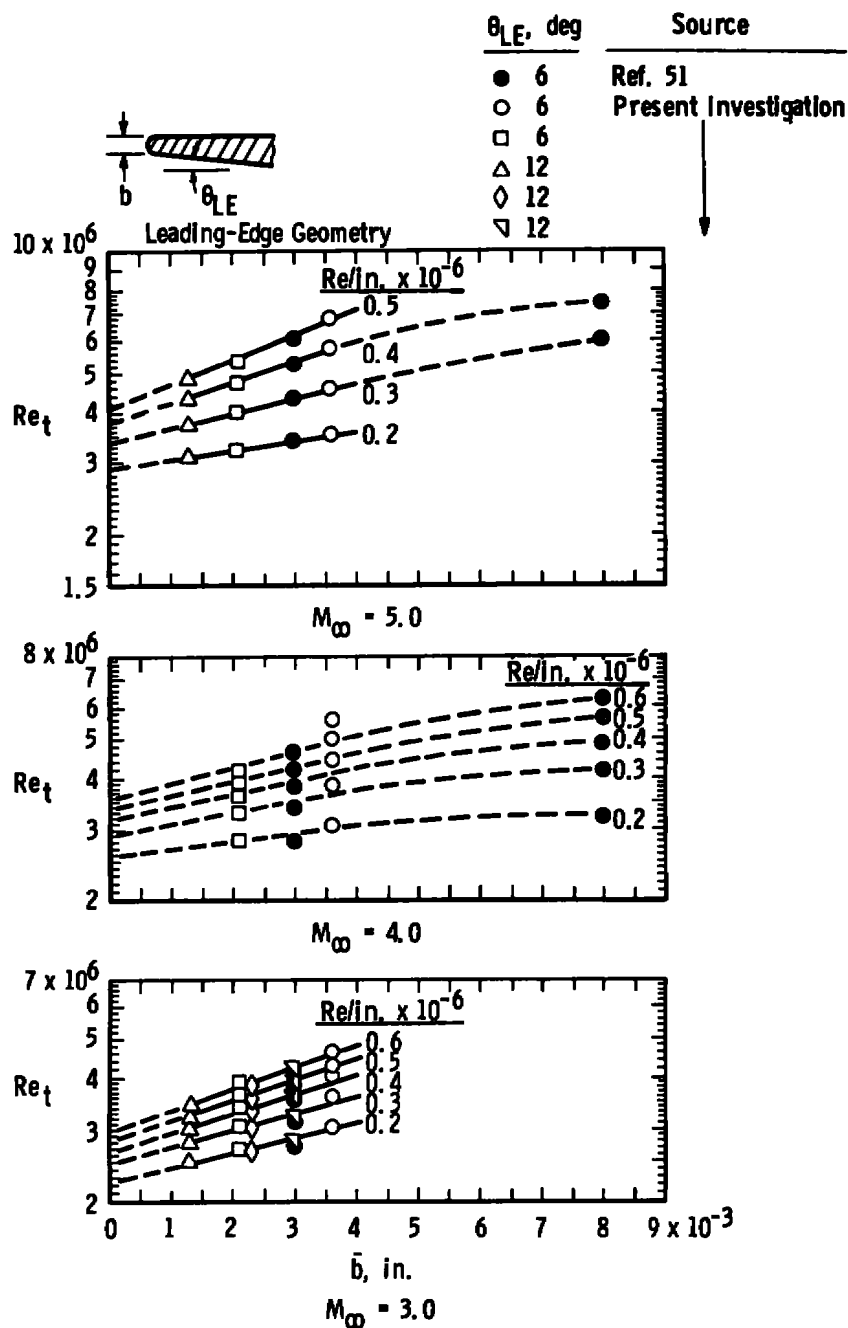 θLE, deg Source
● 6 Ref. 51
○ 6 Present Investigation
□ 6
△ 12
◇ 12
◹ 12
b
θLE
Leading-Edge Geometry
10 x 10^6
9
8
7
6
5
4
3
2
1.5
Re_t
Re/in. x 10^-6
0.5
0.4
0.3
0.2
M∞ = 5.0
8 x 10^6
7
6
5
4
3
2
Re_t
Re/in. x 10^-6
0.6
0.5
0.4
0.3
0.2
M∞ = 4.0
7 x 10^6
6
5
4
3
2
Re_t
Re/in. x 10^-6
0.6
0.5
0.4
0.3
0.2
0 1 2 3 4 5 6 7 8 9 x 10^-3
b̄, in.
M∞ = 3.0